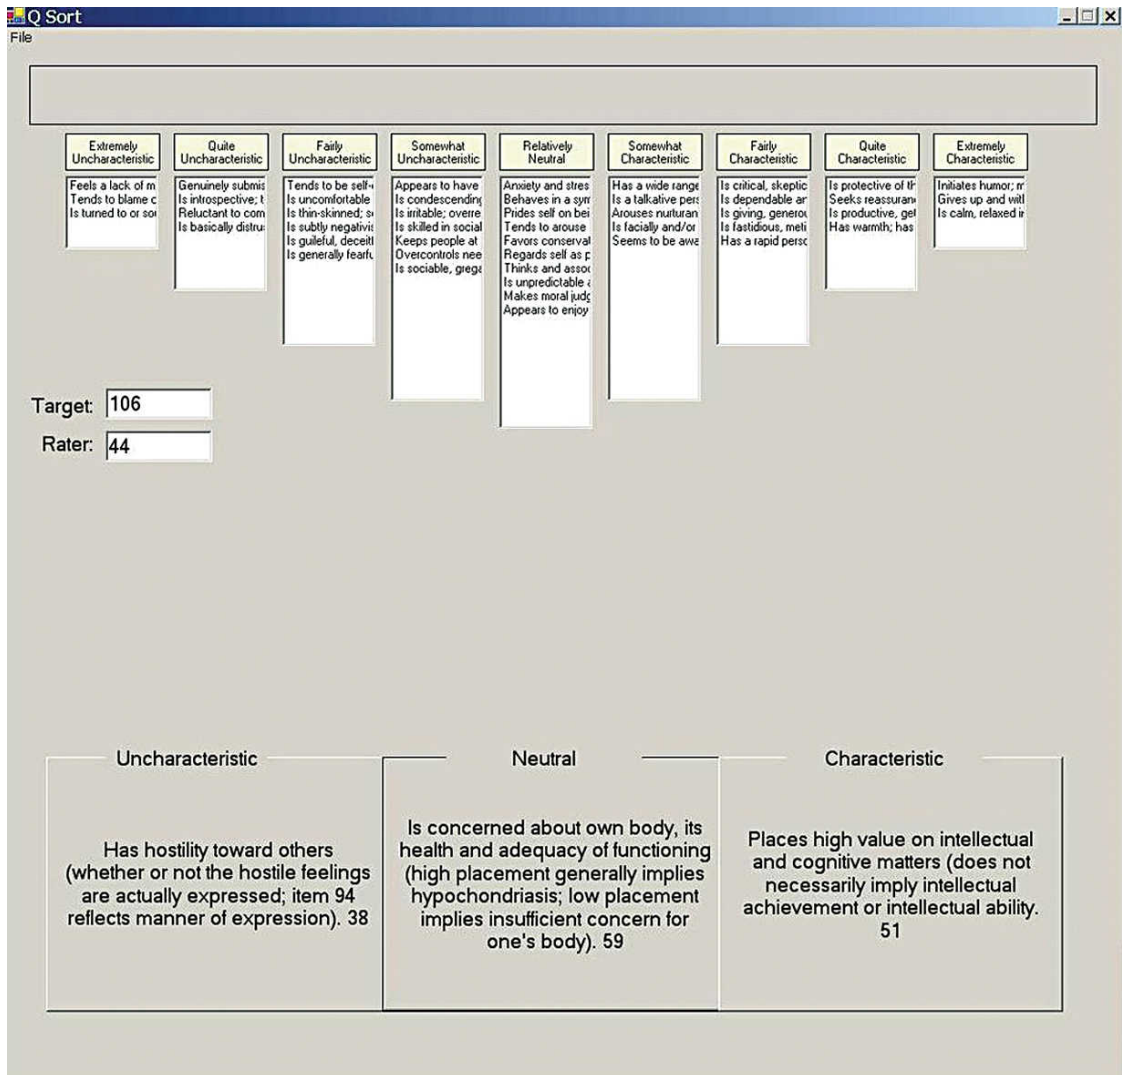 Q Sort
File
Extremely
Uncharacteristic
Quite
Uncharacteristic
Fairly
Uncharacteristic
Somewhat
Uncharacteristic
Relatively
Neutral
Somewhat
Characteristic
Fairly
Characteristic
Quite
Characteristic
Extremely
Characteristic
Feels a lack of m
Tends to blame c
Is turned to or sou
Genuinely submis
Is introspective; t
Reluctant to com
Is basically distru
Tends to be self-
Is uncomfortable
Is thin-skinned; s
Is subtly negativis
Is guileful, deceitf
Is generally fearfu
Appears to have
Is condescending
Is irritable; overre
Is skilled in social
Keeps people at
Overcontrols nee
Is sociable, grega
Anxiety and stres
Behaves in a sym
Prides self on bei
Tends to arouse
Favors conserval
Regards self as p
Thinks and assoc
Is unpredictable
Makes moral judg
Appears to enjoy
Has a wide range
Is a talkative pers
Arouses nurturan
Is facially and/or
Seems to be awa
Is critical, skeptic
Is dependable an
Is giving, generou
Is fastidious, meti
Has a rapid perso
Is protective of th
Seeks reassuran
Is productive, get
Has warmth; has
Initiates humor; m
Gives up and witl
Is calm, relaxed in
Target: 106
Rater: 44
Uncharacteristic
Has hostility toward others
(whether or not the hostile feelings
are actually expressed; item 94
reflects manner of expression). 38
Neutral
Is concerned about own body, its
health and adequacy of functioning
(high placement generally implies
hypochondriasis; low placement
implies insufficient concern for
one's body). 59
Characteristic
Places high value on intellectual
and cognitive matters (does not
necessarily imply intellectual
achievement or intellectual ability.
51